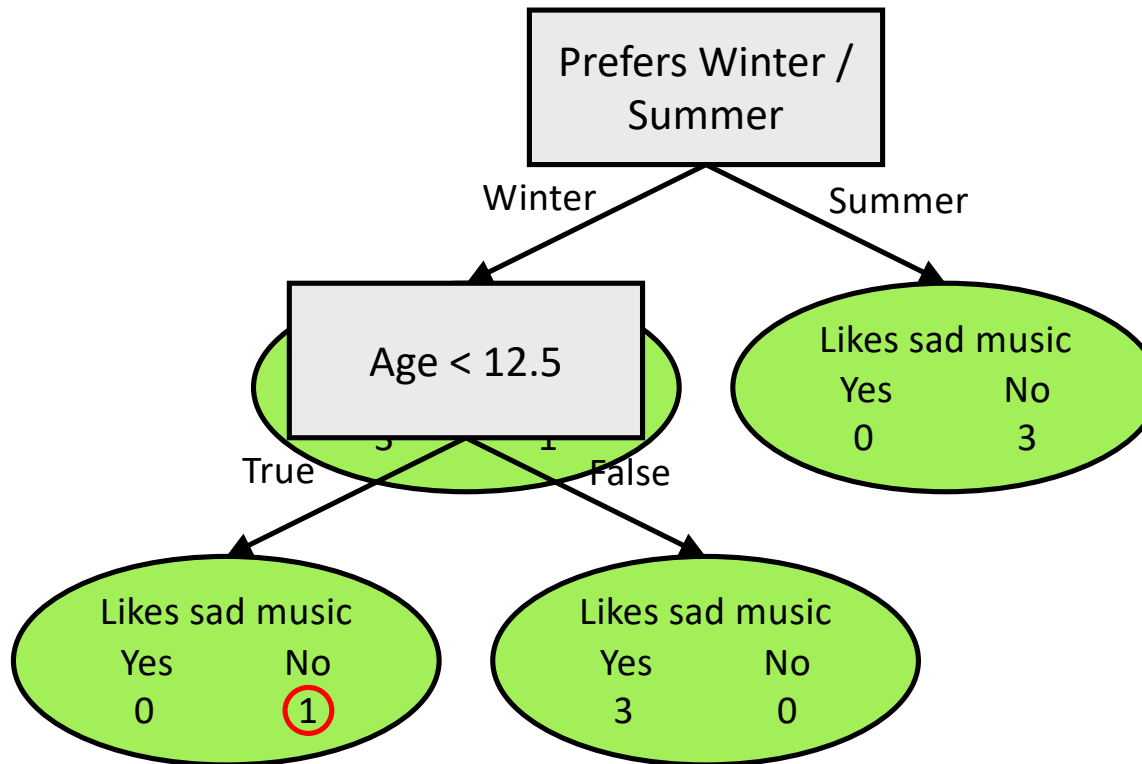 Prefers Winter /
Summer
Winter
Summer
Age < 12.5
Likes sad music
Yes No
0 3
1
True
False
Likes sad music
Yes No
0 1
Likes sad music
Yes No
3 0